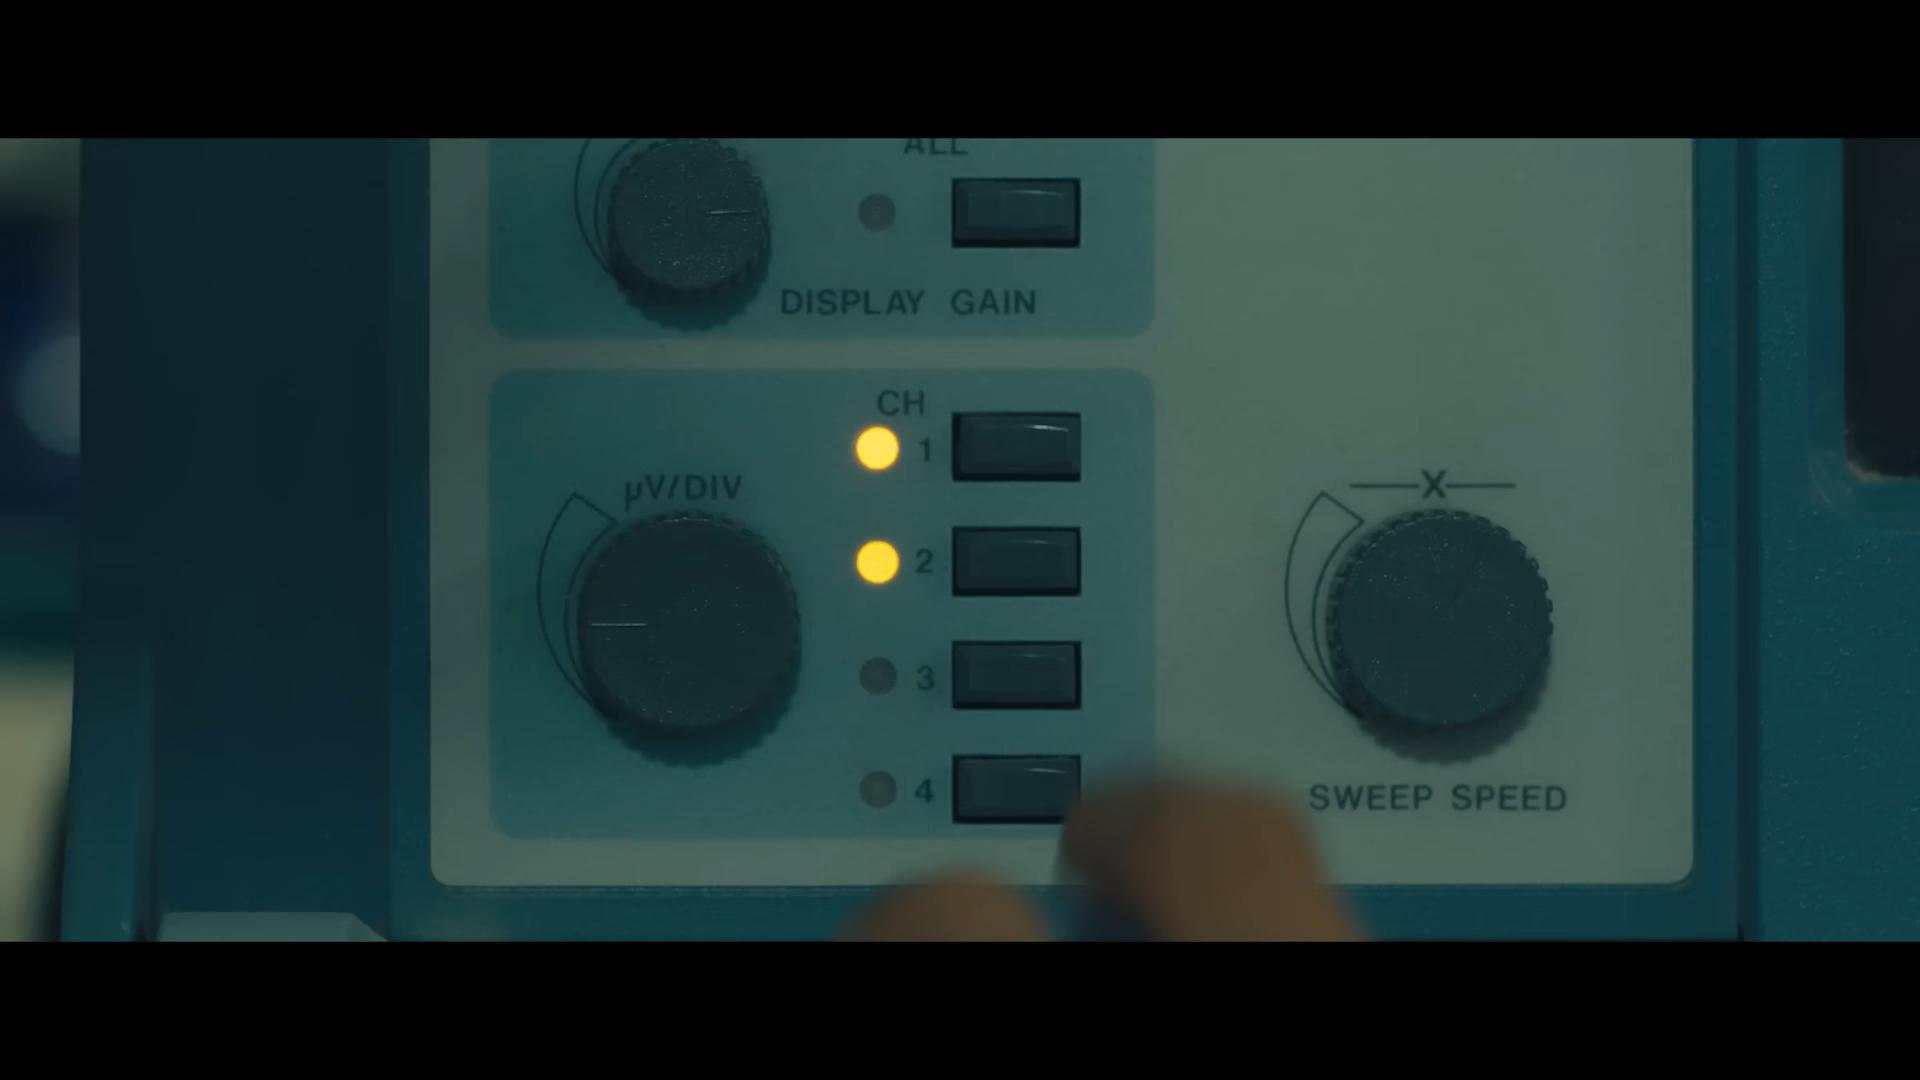 ALL
DISPLAY GAIN
CH
1
µV/DIV
X
2
3
4
SWEEP SPEED